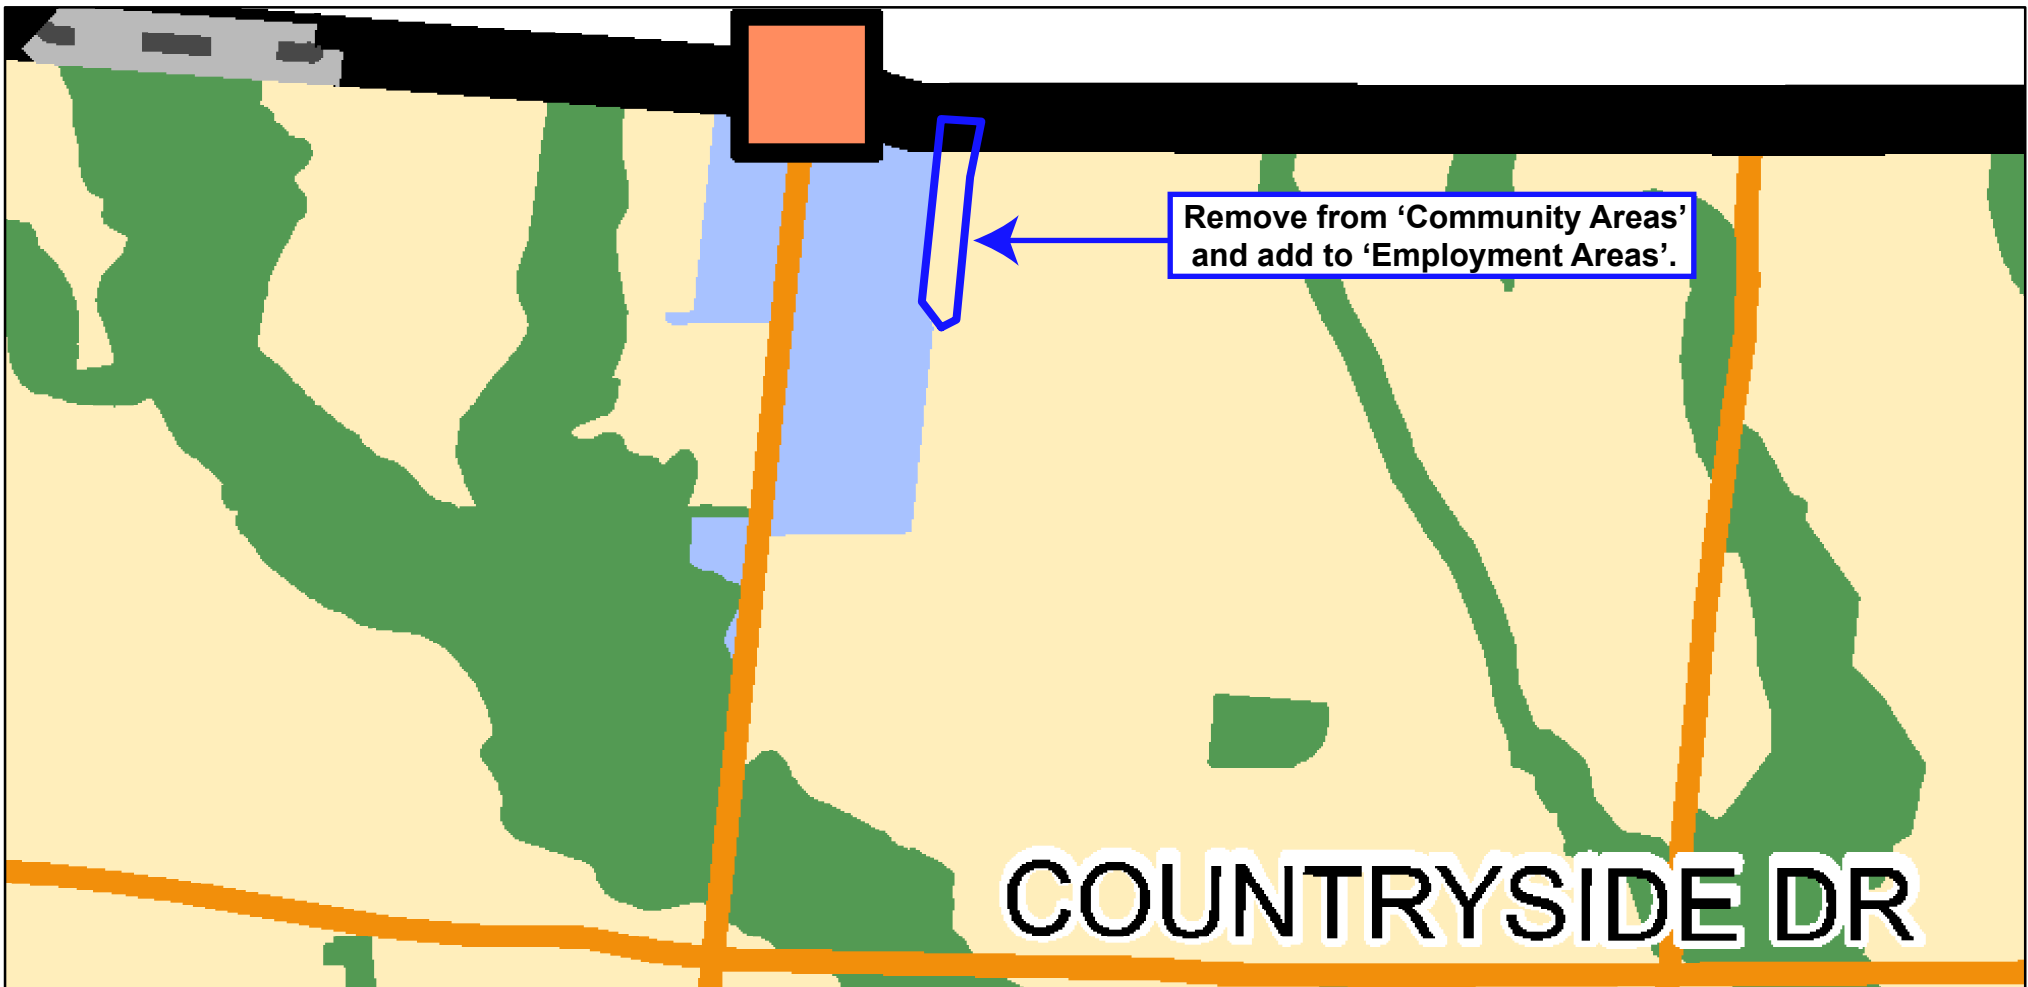 Remove from ‘Community Areas’
and add to ‘Employment Areas’.
COUNTRYSIDE DR